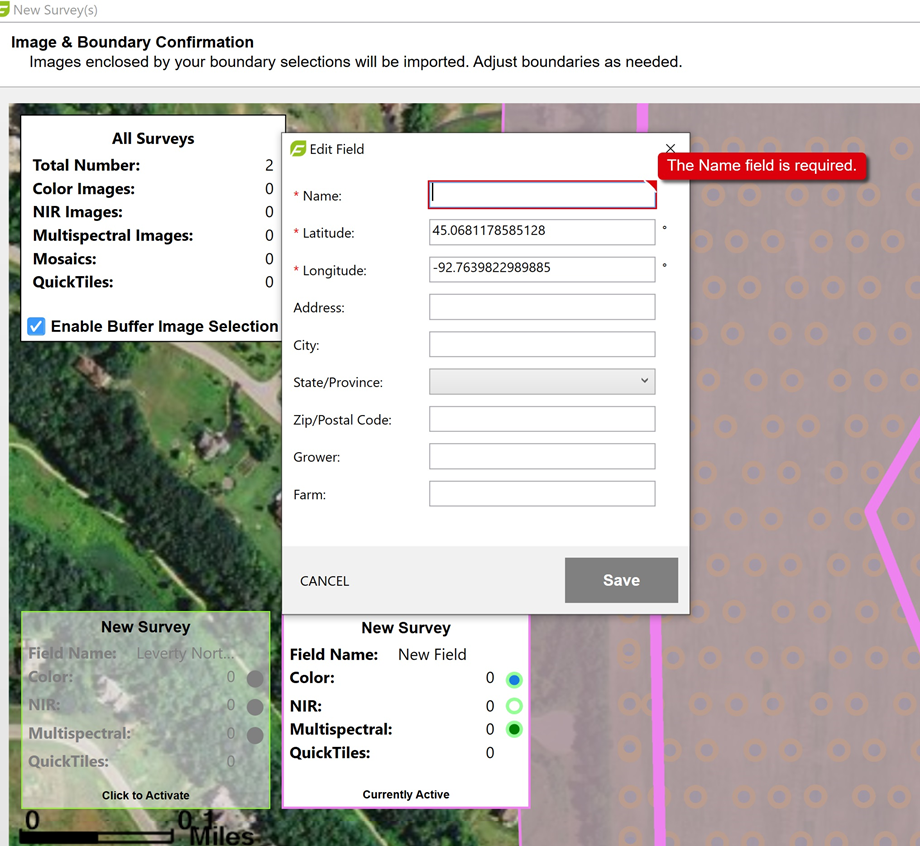 New Survey(s)
Image & Boundary Confirmation
Images enclosed by your boundary selections will be imported. Adjust boundaries as needed.
All Surveys
Total Number: 2
Color Images: 0
NIR Images: 0
Multispectral Images: 0
Mosaics: 0
QuickTiles: 0
Enable Buffer Image Selection
Edit Field
The Name field is required.
* Name:
* Latitude: 45.0681178585128 °
* Longitude: -92.7639822989885 °
Address:
City:
State/Province:
Zip/Postal Code:
Grower:
Farm:
CANCEL Save
New Survey
Field Name: Leverty Nort...
Color: 0
NIR: 0
Multispectral: 0
QuickTiles: 0
Click to Activate
New Survey
Field Name: New Field
Color: 0
NIR: 0
Multispectral: 0
QuickTiles: 0
Currently Active
0 0.1
Miles